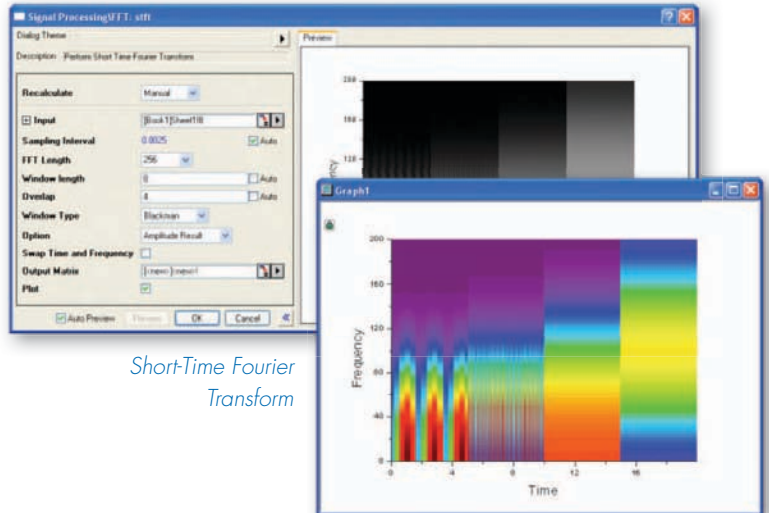 Signal Processing\FFT: stft
Dialog Theme
Description Perform Short Time Fourier Transform
Recalculate Manual
Input [Book1]Sheet1!B
Sampling Interval 0.0025 Auto
FFT Length 256
Window length 8 Auto
Overlap 4 Auto
Window Type Blackman
Option Amplitude Result
Swap Time and Frequency
Output Matrix [<new>]<new>!
Plot
Auto Preview Preview OK Cancel
Preview
200
160
120
Graph1
200
160
120
80
40
0
Frequency
0 4 8 12 16
Time
Short-Time Fourier
Transform